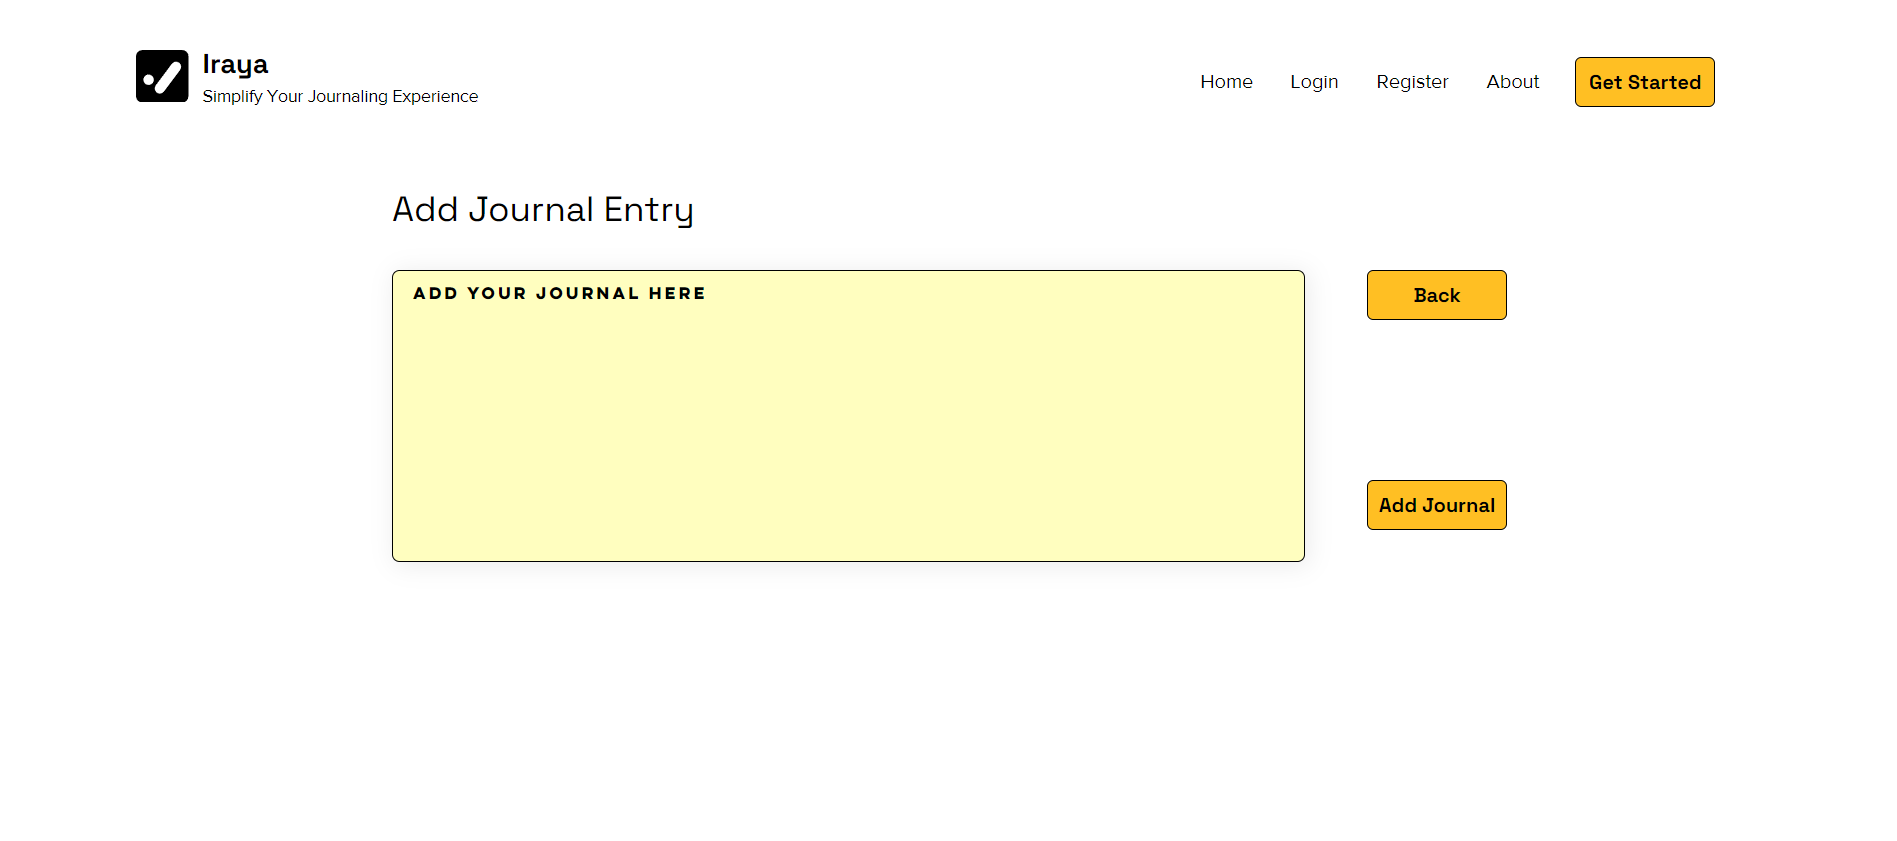 Iraya
Simplify Your Journaling Experience
Home Login Register About Get Started
Add Journal Entry
ADD YOUR JOURNAL HERE
Back
Add Journal